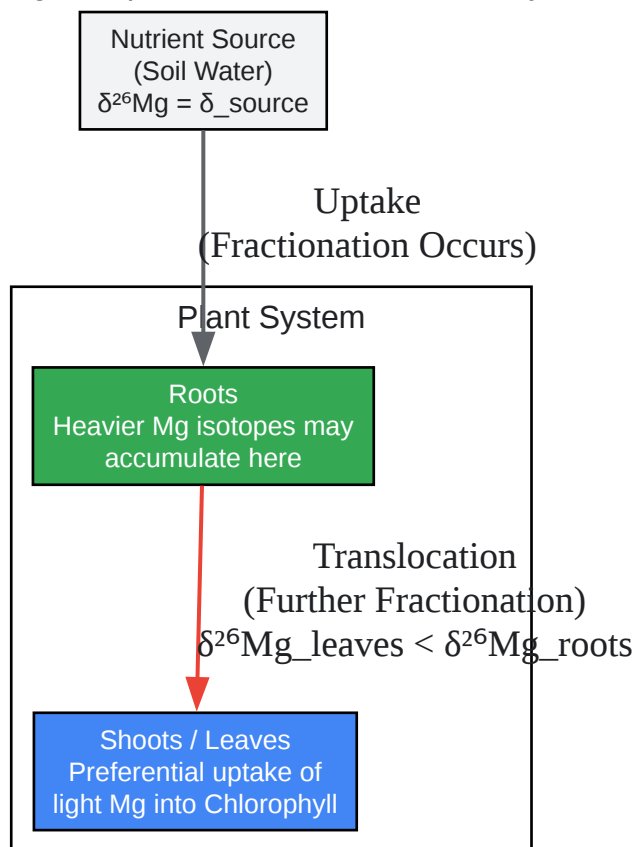 Nutrient Source
(Soil Water)
δ²⁶Mg = δ_source
Uptake
(Fractionation Occurs)
Plant System
Roots
Heavier Mg isotopes may
accumulate here
Translocation
(Further Fractionation)
δ²⁶Mg_leaves < δ²⁶Mg_roots
Shoots / Leaves
Preferential uptake of
light Mg into Chlorophyll